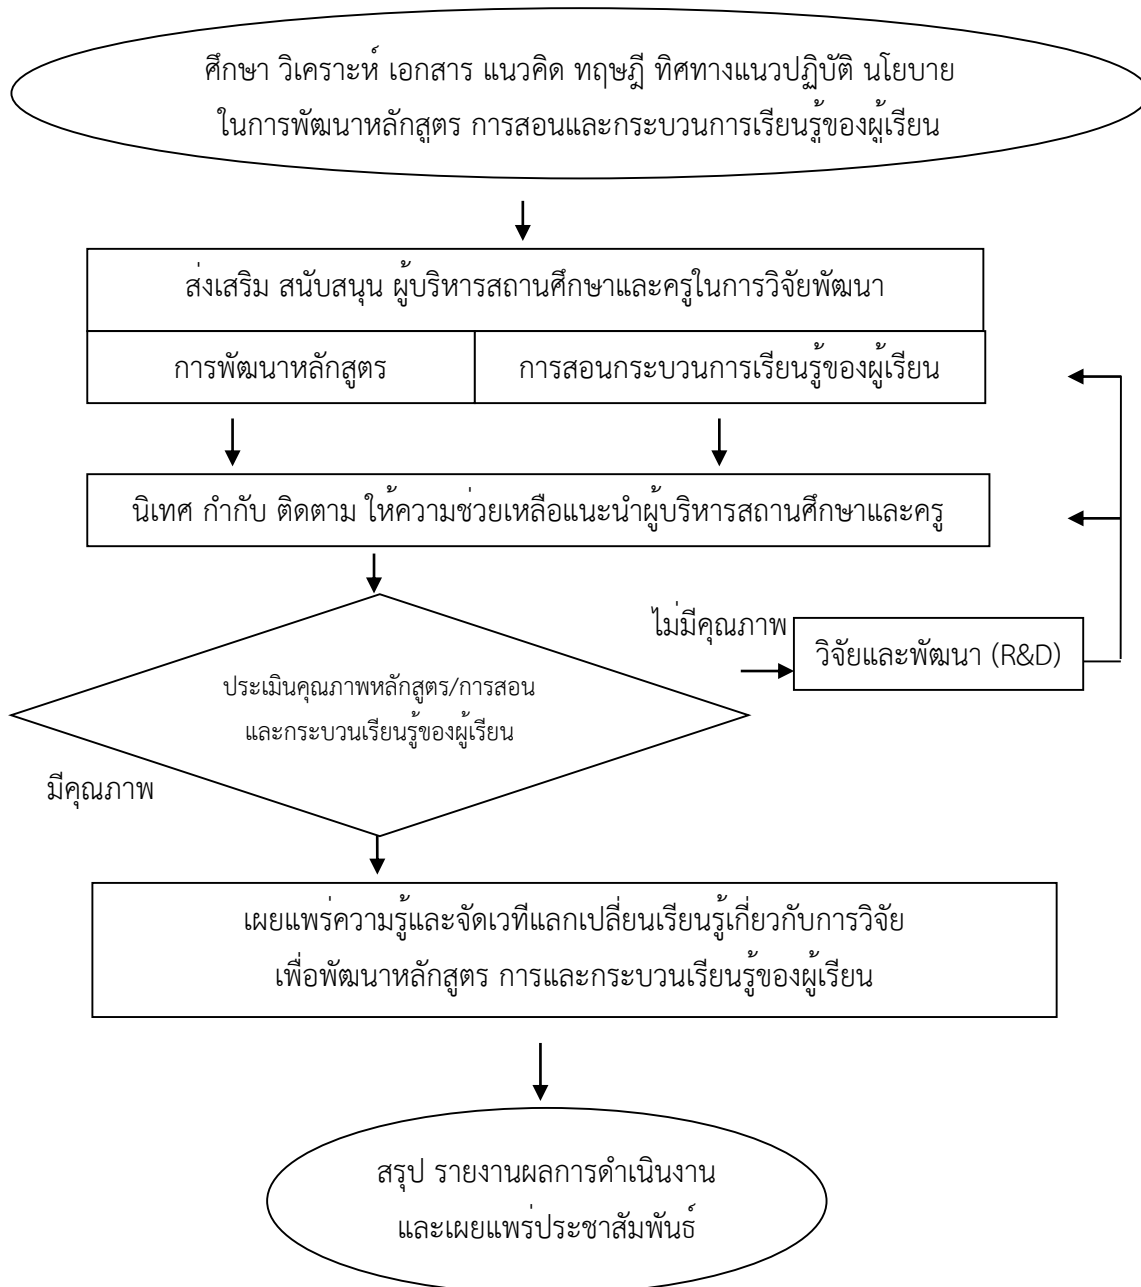 ศึกษา วิเคราะห์ เอกสาร แนวคิด ทฤษฎี ทิศทางแนวปฏิบัติ นโยบาย
ในการพัฒนาหลักสูตร การสอนและกระบวนการเรียนรู้ของผู้เรียน
ส่งเสริม สนับสนุน ผู้บริหารสถานศึกษาและครูในการวิจัยพัฒนา
การพัฒนาหลักสูตร
การสอนกระบวนการเรียนรู้ของผู้เรียน
นิเทศ กำกับ ติดตาม ให้ความช่วยเหลือแนะนำผู้บริหารสถานศึกษาและครู
ไม่มีคุณภาพ
วิจัยและพัฒนา (R&D)
ประเมินคุณภาพหลักสูตร/การสอน
และกระบวนเรียนรู้ของผู้เรียน
มีคุณภาพ
เผยแพร่ความรู้และจัดเวทีแลกเปลี่ยนเรียนรู้เกี่ยวกับการวิจัย
เพื่อพัฒนาหลักสูตร การและกระบวนเรียนรู้ของผู้เรียน
สรุป รายงานผลการดำเนินงาน
และเผยแพร่ประชาสัมพันธ์